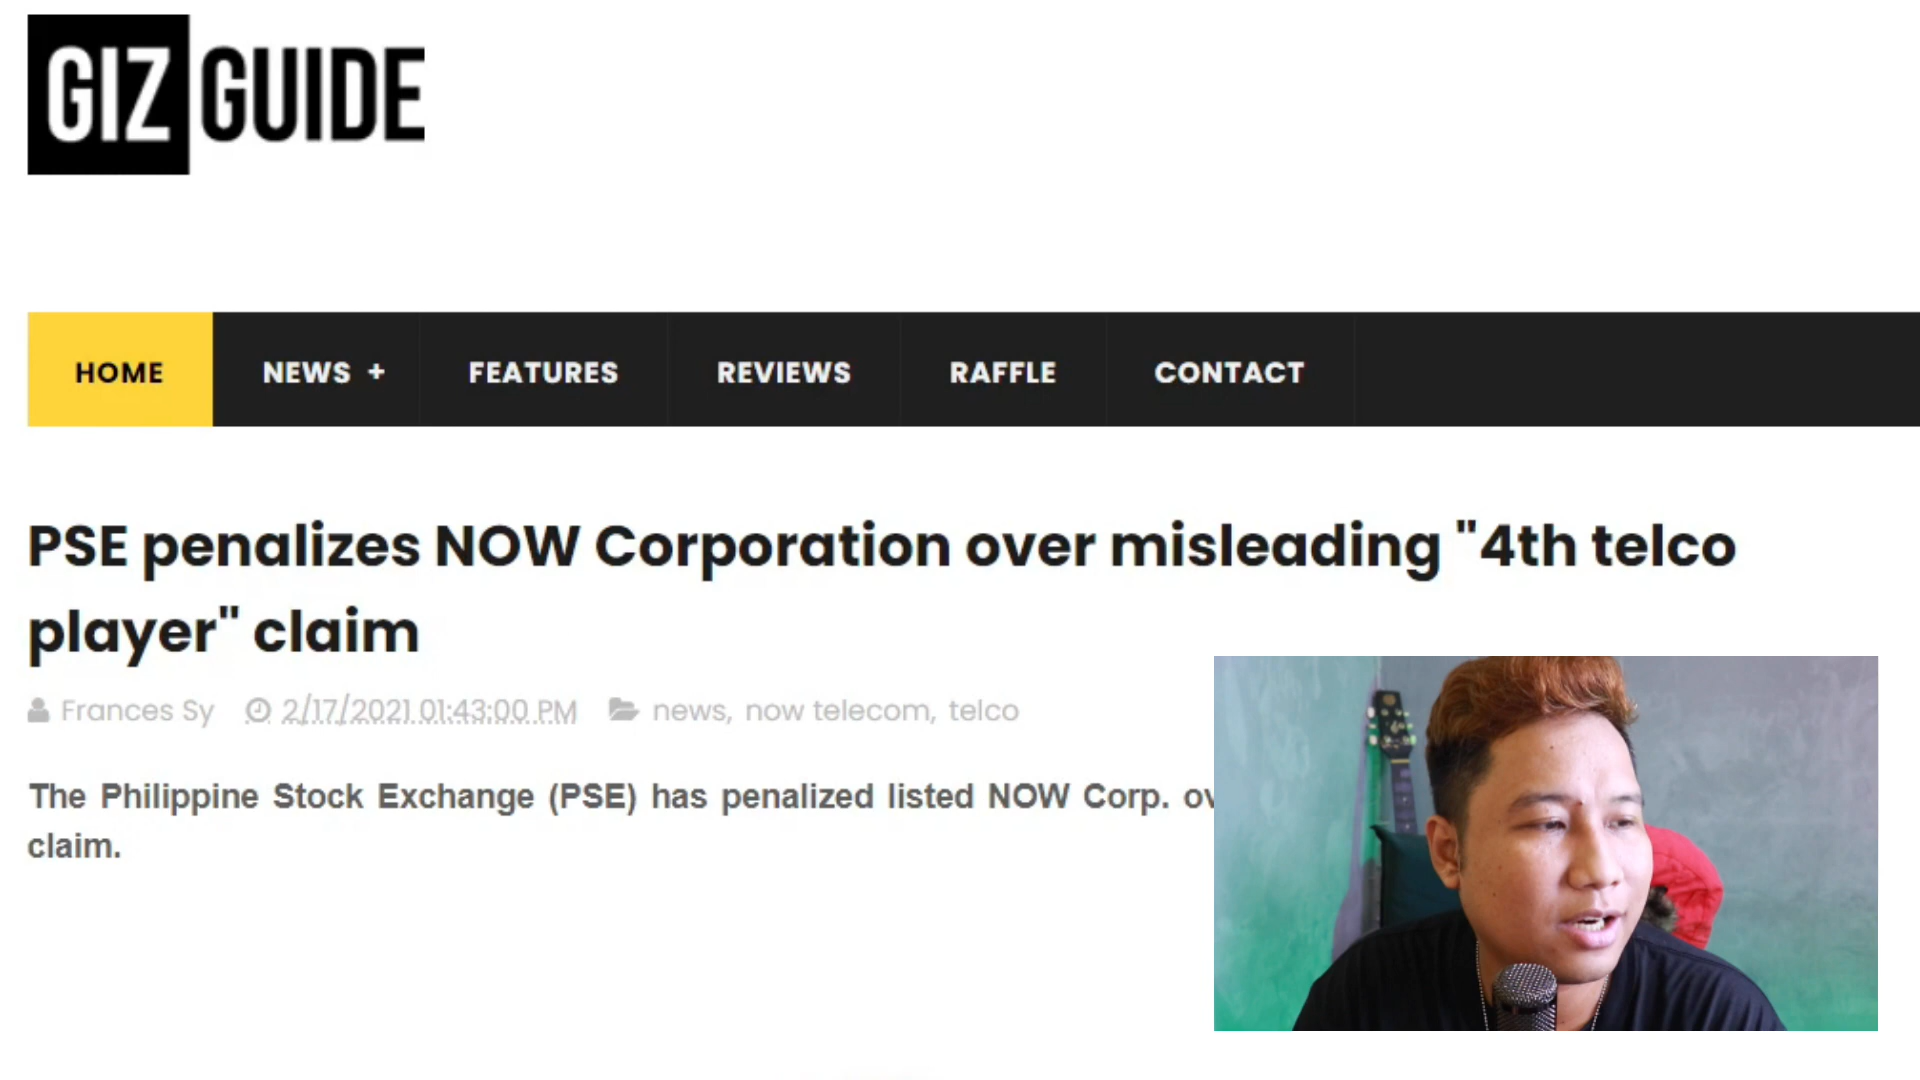 GIZ GUIDE
HOME NEWS + FEATURES REVIEWS RAFFLE CONTACT
PSE penalizes NOW Corporation over misleading "4th telco
player" claim
Frances Sy 2/17/2021 01:43:00 PM news, now telecom, telco
The Philippine Stock Exchange (PSE) has penalized listed NOW Corp.
claim.